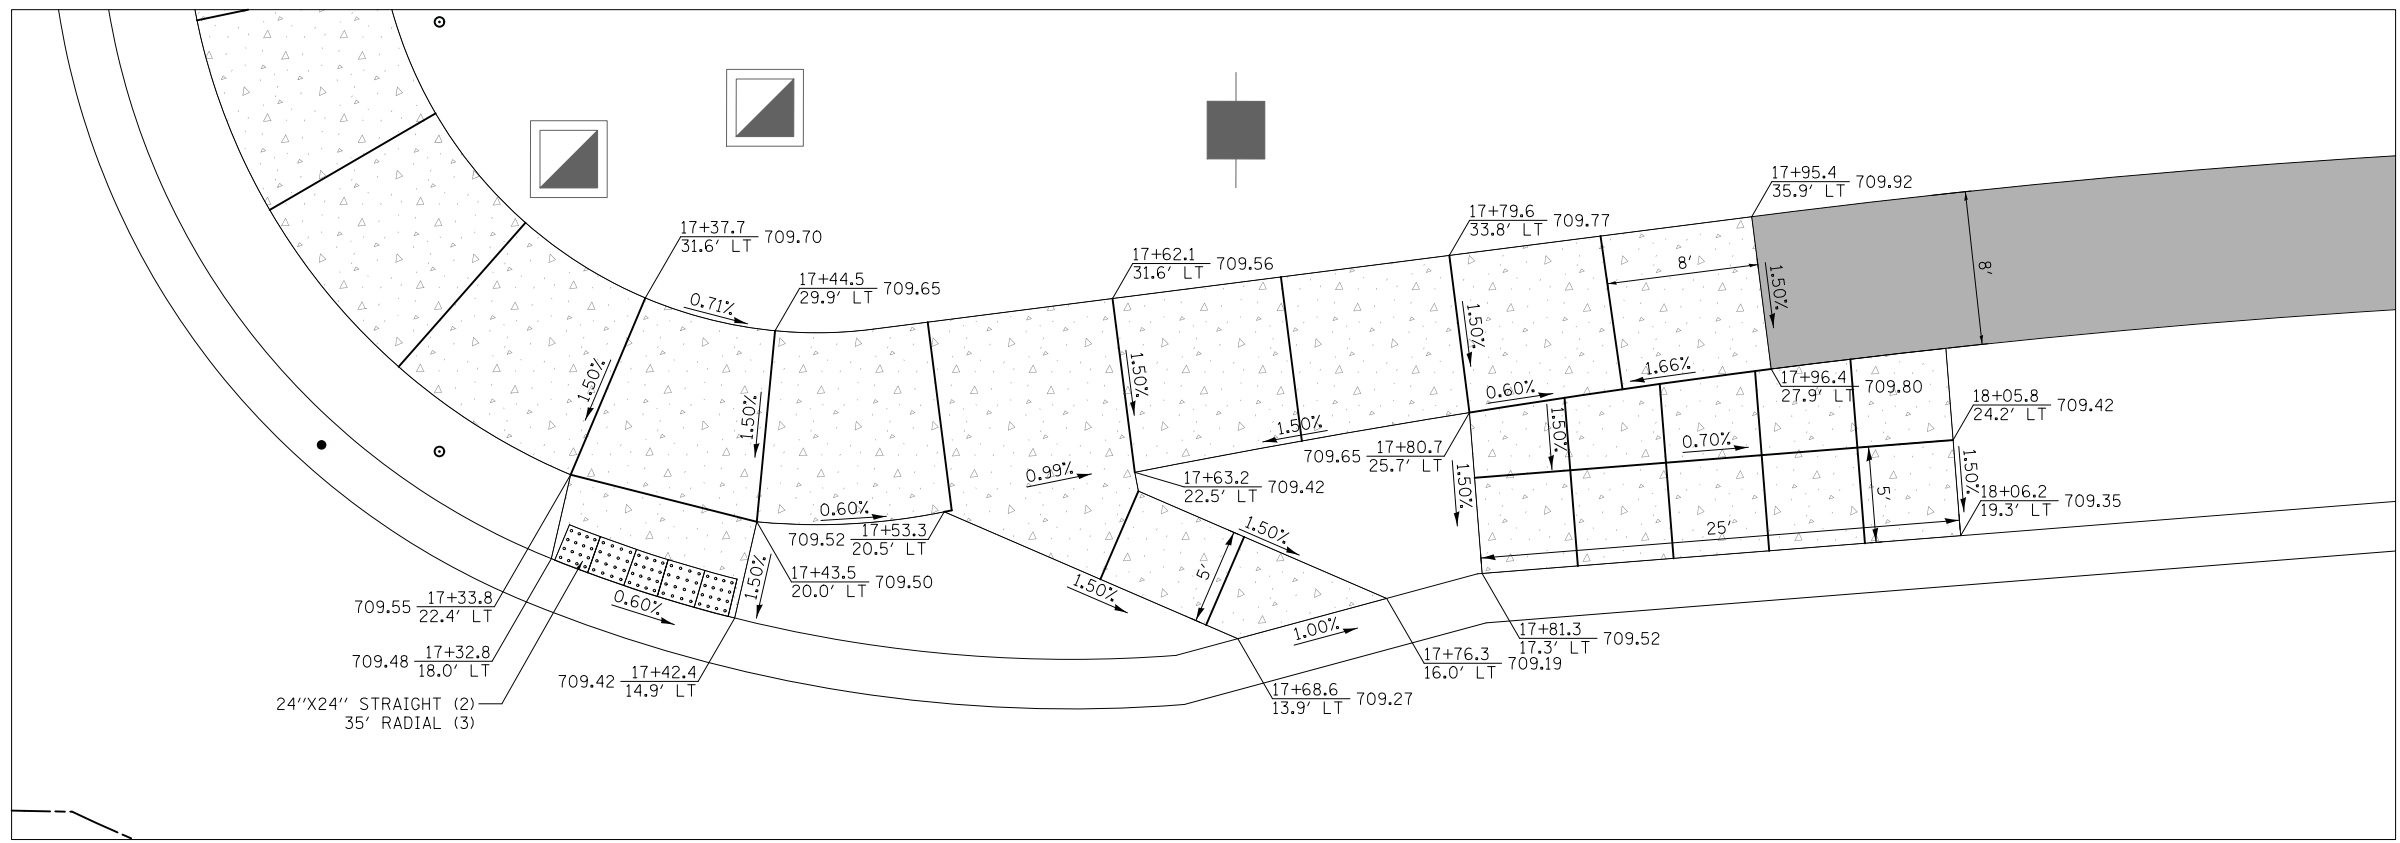 17+95.4
35.9' LT 709.92
17+79.6
33.8' LT 709.77
17+37.7
31.6' LT 709.70
17+62.1
31.6' LT 709.56
17+44.5
29.9' LT 709.65
0.71%
8'
8'
1.50%
1.50%
1.50%
1.50%
1.50%
1.66%
0.60%
17+96.4
27.9' LT 709.80
18+05.8
24.2' LT 709.42
1.50%
1.50%
0.70%
709.65 17+80.7
25.7' LT
0.99%
17+63.2
22.5' LT 709.42
1.50%
1.50%
5'
18+06.2
19.3' LT 709.35
0.60%
709.52 17+53.3
20.5' LT
1.50%
25'
17+43.5
20.0' LT 709.50
1.50%
1.50%
5'
709.55 17+33.8
22.4' LT
0.60%
1.00%
17+81.3
17.3' LT 709.52
709.48 17+32.8
18.0' LT
17+76.3
16.0' LT 709.19
709.42 17+42.4
14.9' LT
17+68.6
13.9' LT 709.27
24''X24'' STRAIGHT (2)
35' RADIAL (3)